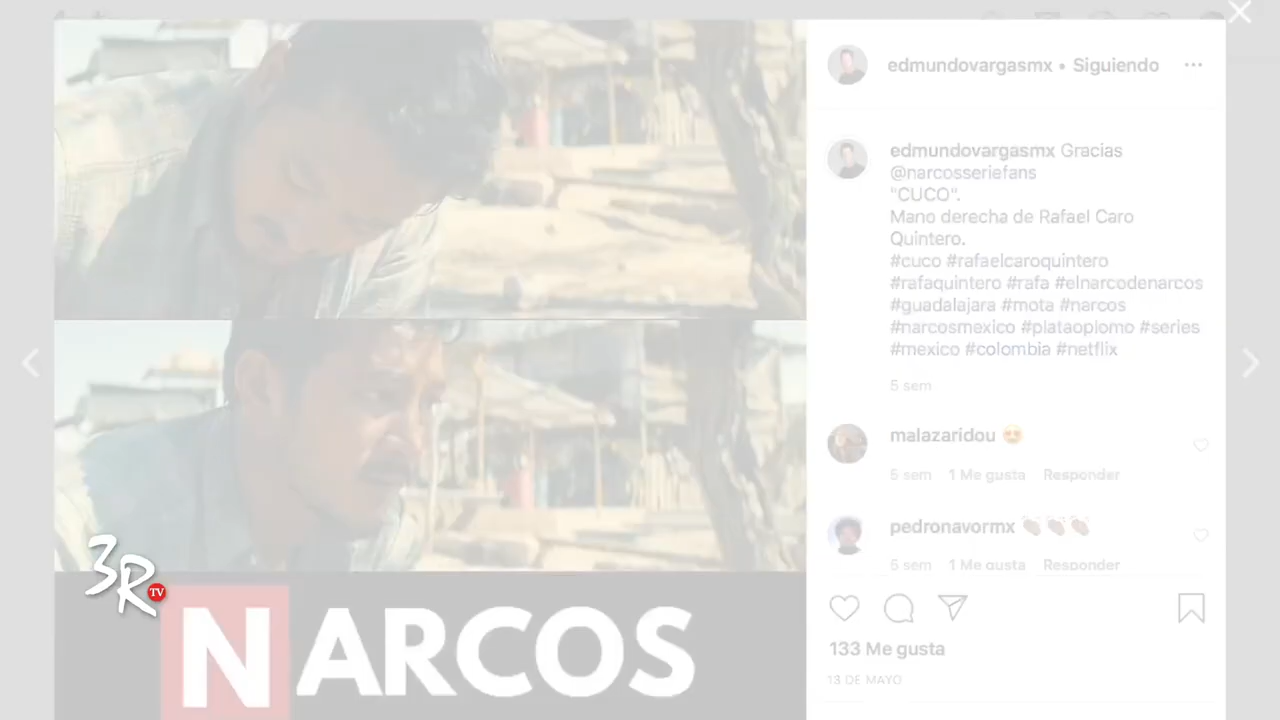 edmundovargasmx • Siguiendo
edmundovargasmx Gracias
@narcosseriefans
"CUCO".
Mano derecha de Rafael Caro
Quintero.
#cuco #rafaelcaroquintero
#rafaquintero #rafa #elnarcodenarcos
#guadalajara #mota #narcos
#narcosmexico #plataoplomo #series
#mexico #colombia #netflix
5 sem
malazaridou 😍
5 sem 1 Me gusta Responder
pedronavormx 👏🏽👏🏽👏🏽
5 sem 1 Me gusta Responder
133 Me gusta
13 DE MAYO
3R TV
NARCOS